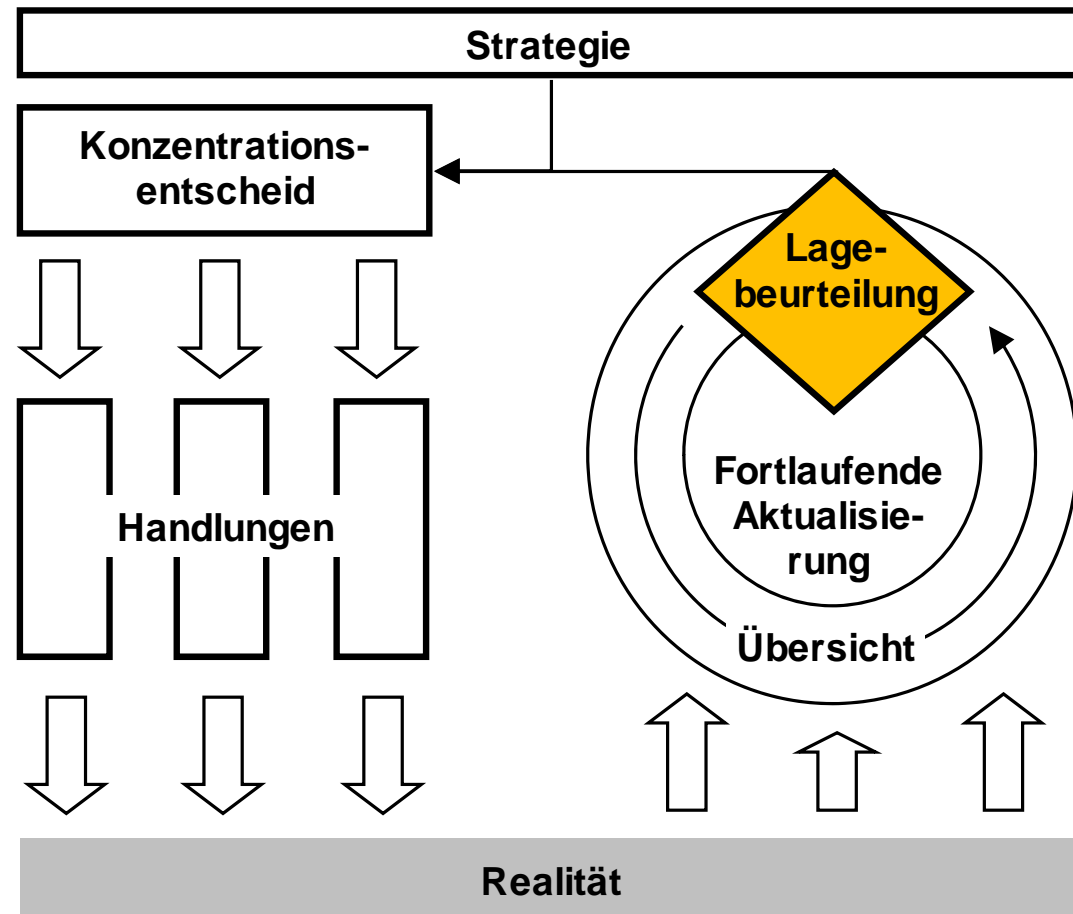 Strategie
Konzentrations-
entscheid
Lage-
beurteilung
Fortlaufende
Aktualisie-
rung
Handlungen
Übersicht
Realität